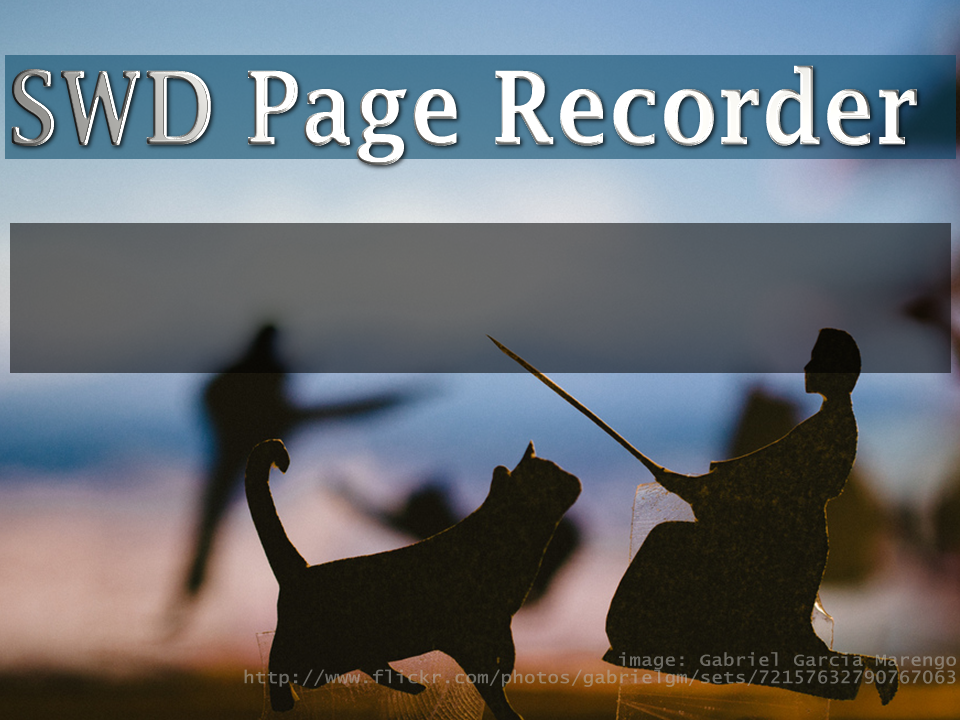 SWD Page Recorder
image: Gabriel Garcia Marengo
http://www.flickr.com/photos/gabrielgm/sets/72157632790767063